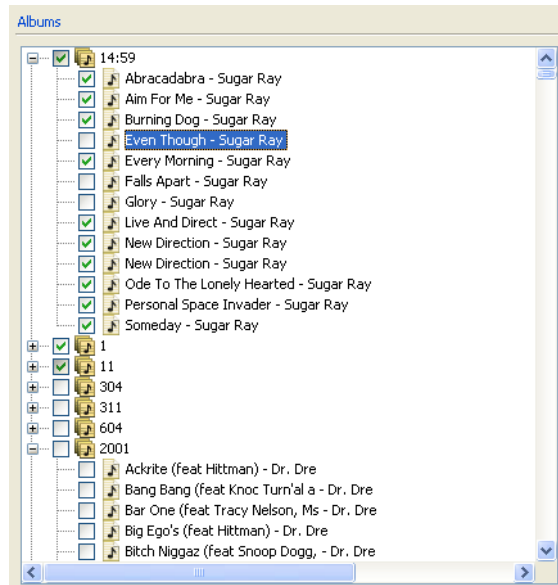 Albums
14:59
Abracadabra - Sugar Ray
Aim For Me - Sugar Ray
Burning Dog - Sugar Ray
Even Though - Sugar Ray
Every Morning - Sugar Ray
Falls Apart - Sugar Ray
Glory - Sugar Ray
Live And Direct - Sugar Ray
New Direction - Sugar Ray
New Direction - Sugar Ray
Ode To The Lonely Hearted - Sugar Ray
Personal Space Invader - Sugar Ray
Someday - Sugar Ray
1
11
304
311
604
2001
Ackrite (feat Hittman) - Dr. Dre
Bang Bang (feat Knoc Turn'al a - Dr. Dre
Bar One (feat Tracy Nelson, Ms - Dr. Dre
Big Ego's (feat Hittman) - Dr. Dre
Bitch Niggaz (feat Snoop Dogg, - Dr. Dre